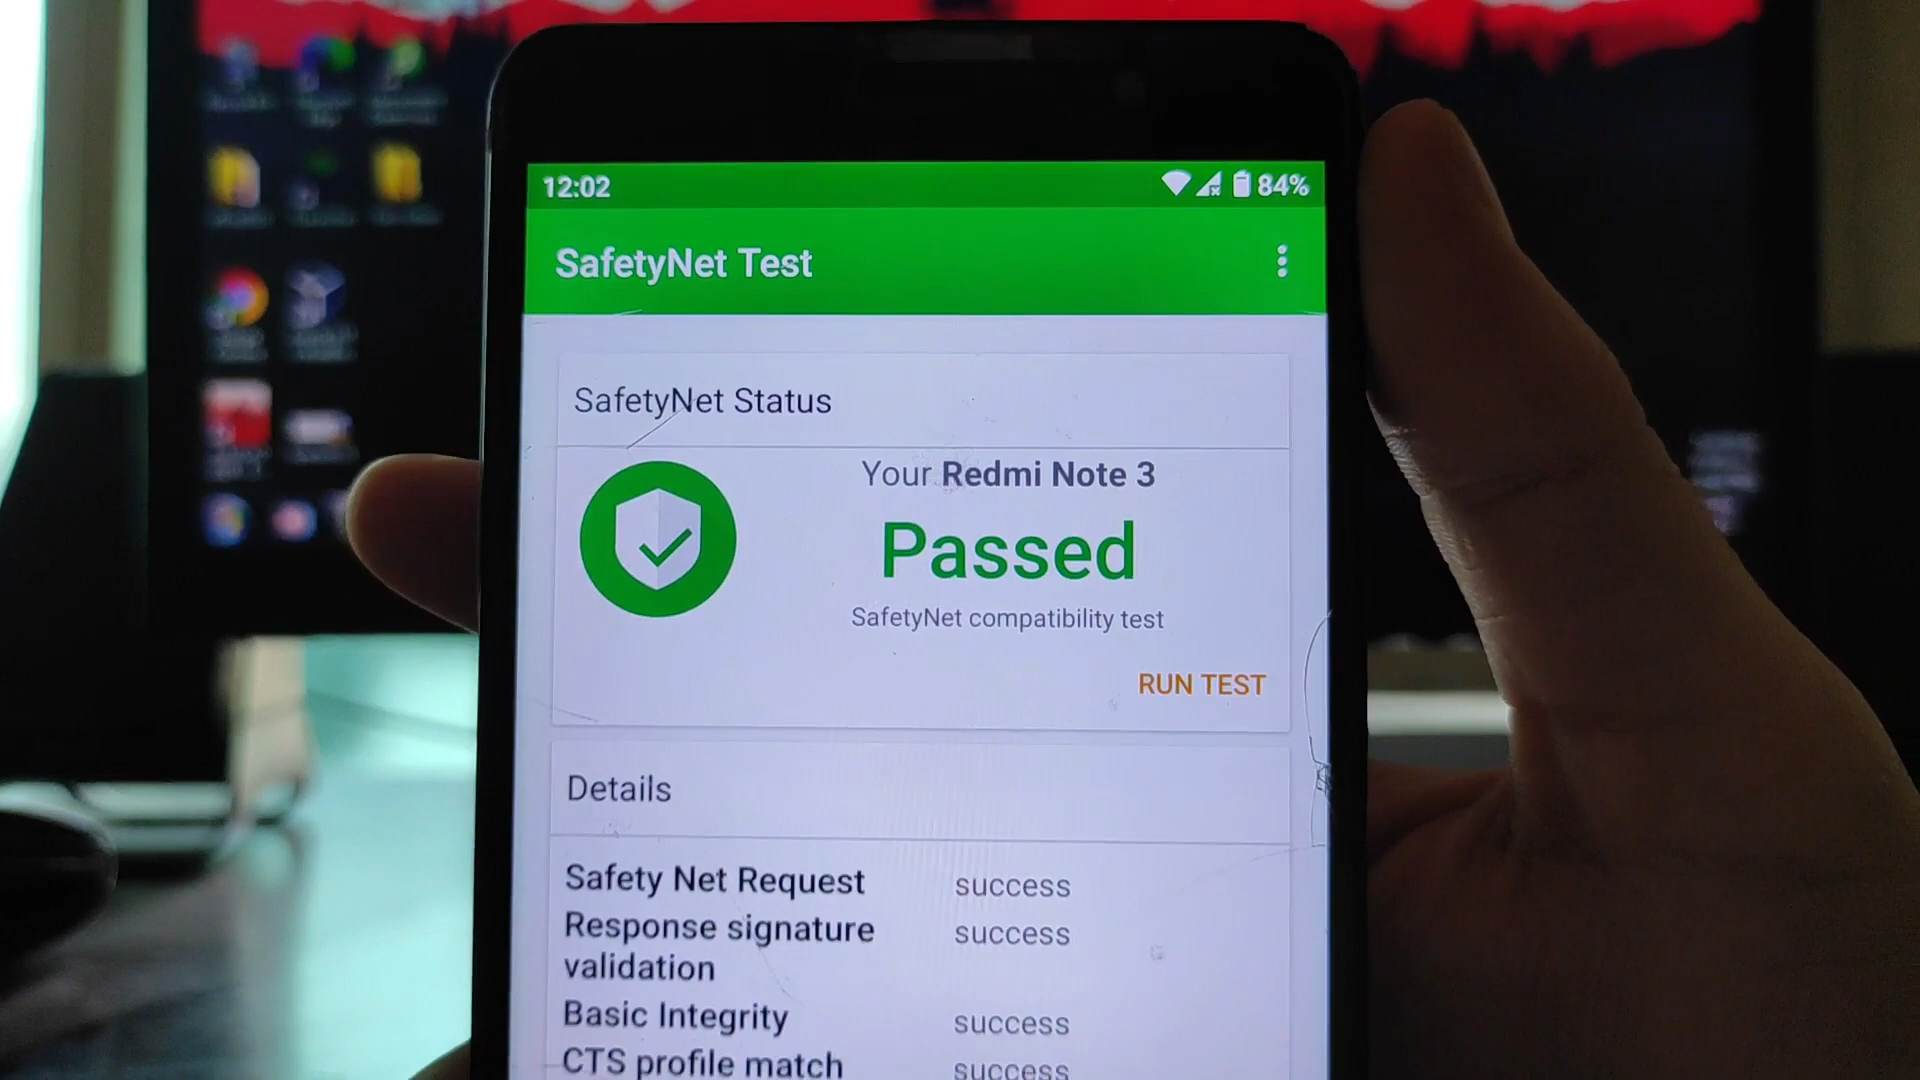 12:02
84%
SafetyNet Test
SafetyNet Status
Your Redmi Note 3
Passed
SafetyNet compatibility test
RUN TEST
Details
Safety Net Request success
Response signature success
validation
Basic Integrity success
CTS profile match success